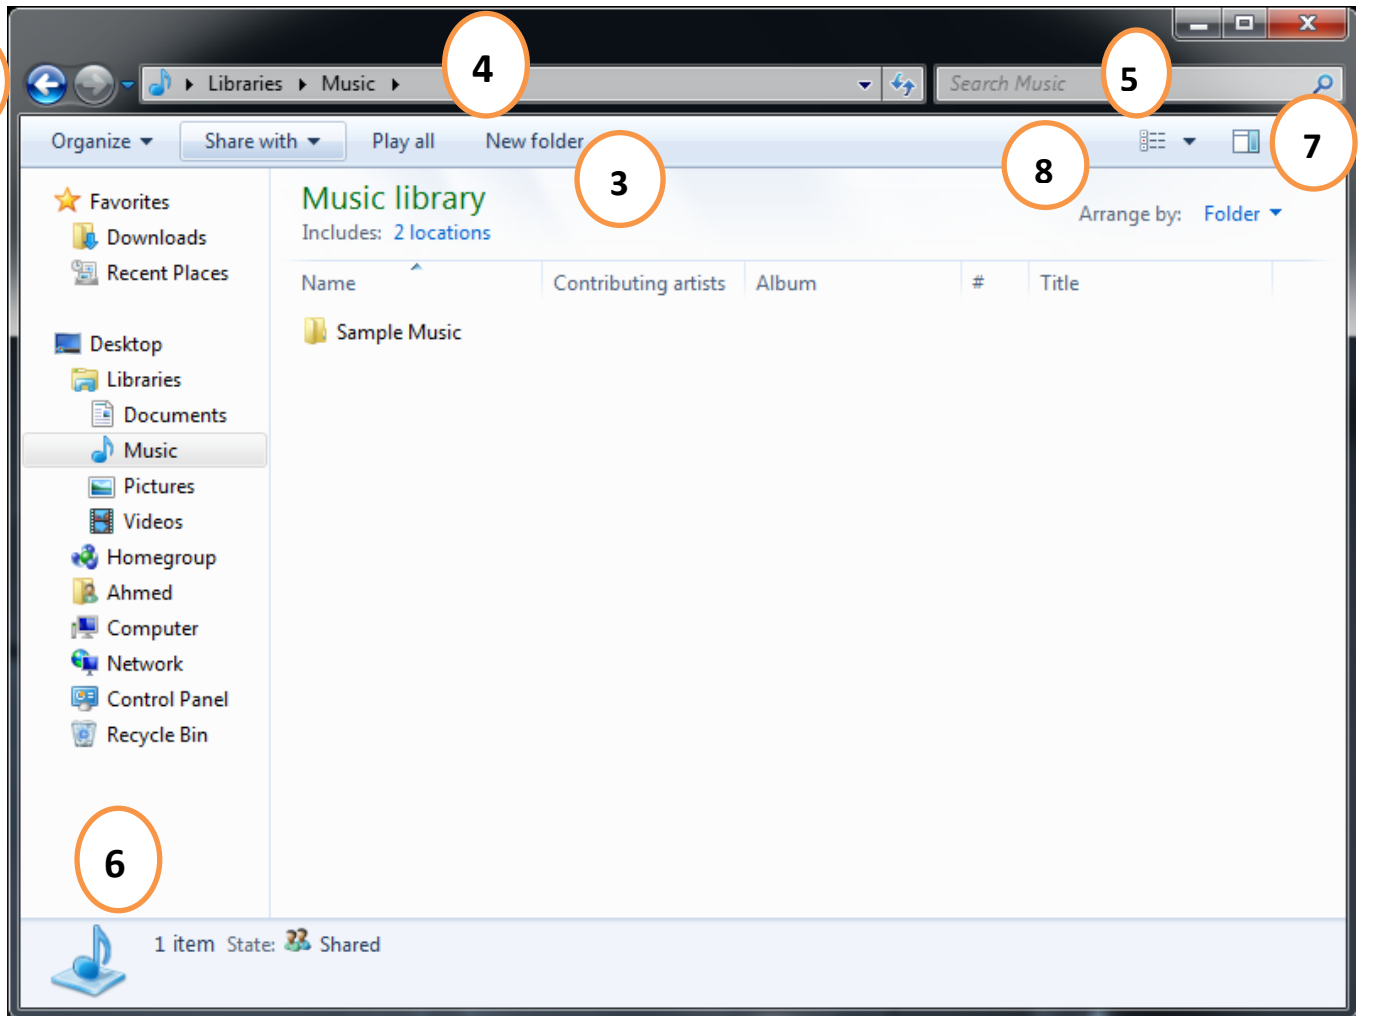 4
5
Libraries Music
Search Music
Organize Share with Play all New folder
3
8
7
Favorites
Downloads
Recent Places
Desktop
Libraries
Documents
Music
Pictures
Videos
Homegroup
Ahmed
Computer
Network
Control Panel
Recycle Bin
6
Music library
Includes: 2 locations
Arrange by: Folder
Name Contributing artists Album # Title
Sample Music
1 item State: Shared